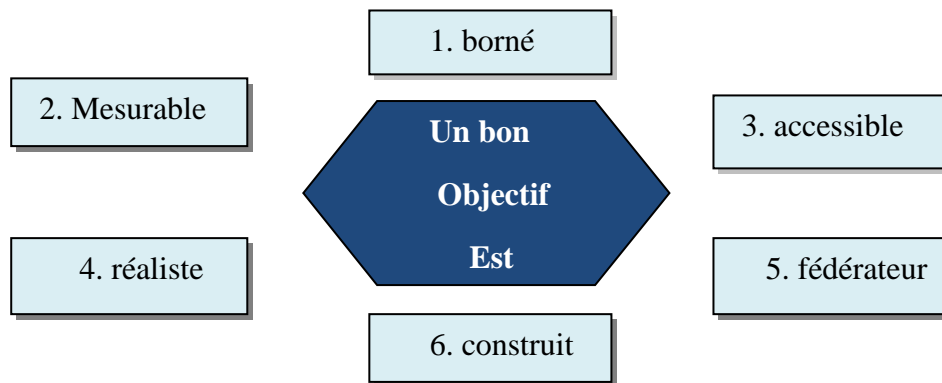 1. borné
2. Mesurable
3. accessible
Un bon
Objectif
Est
4. réaliste
5. fédérateur
6. construit